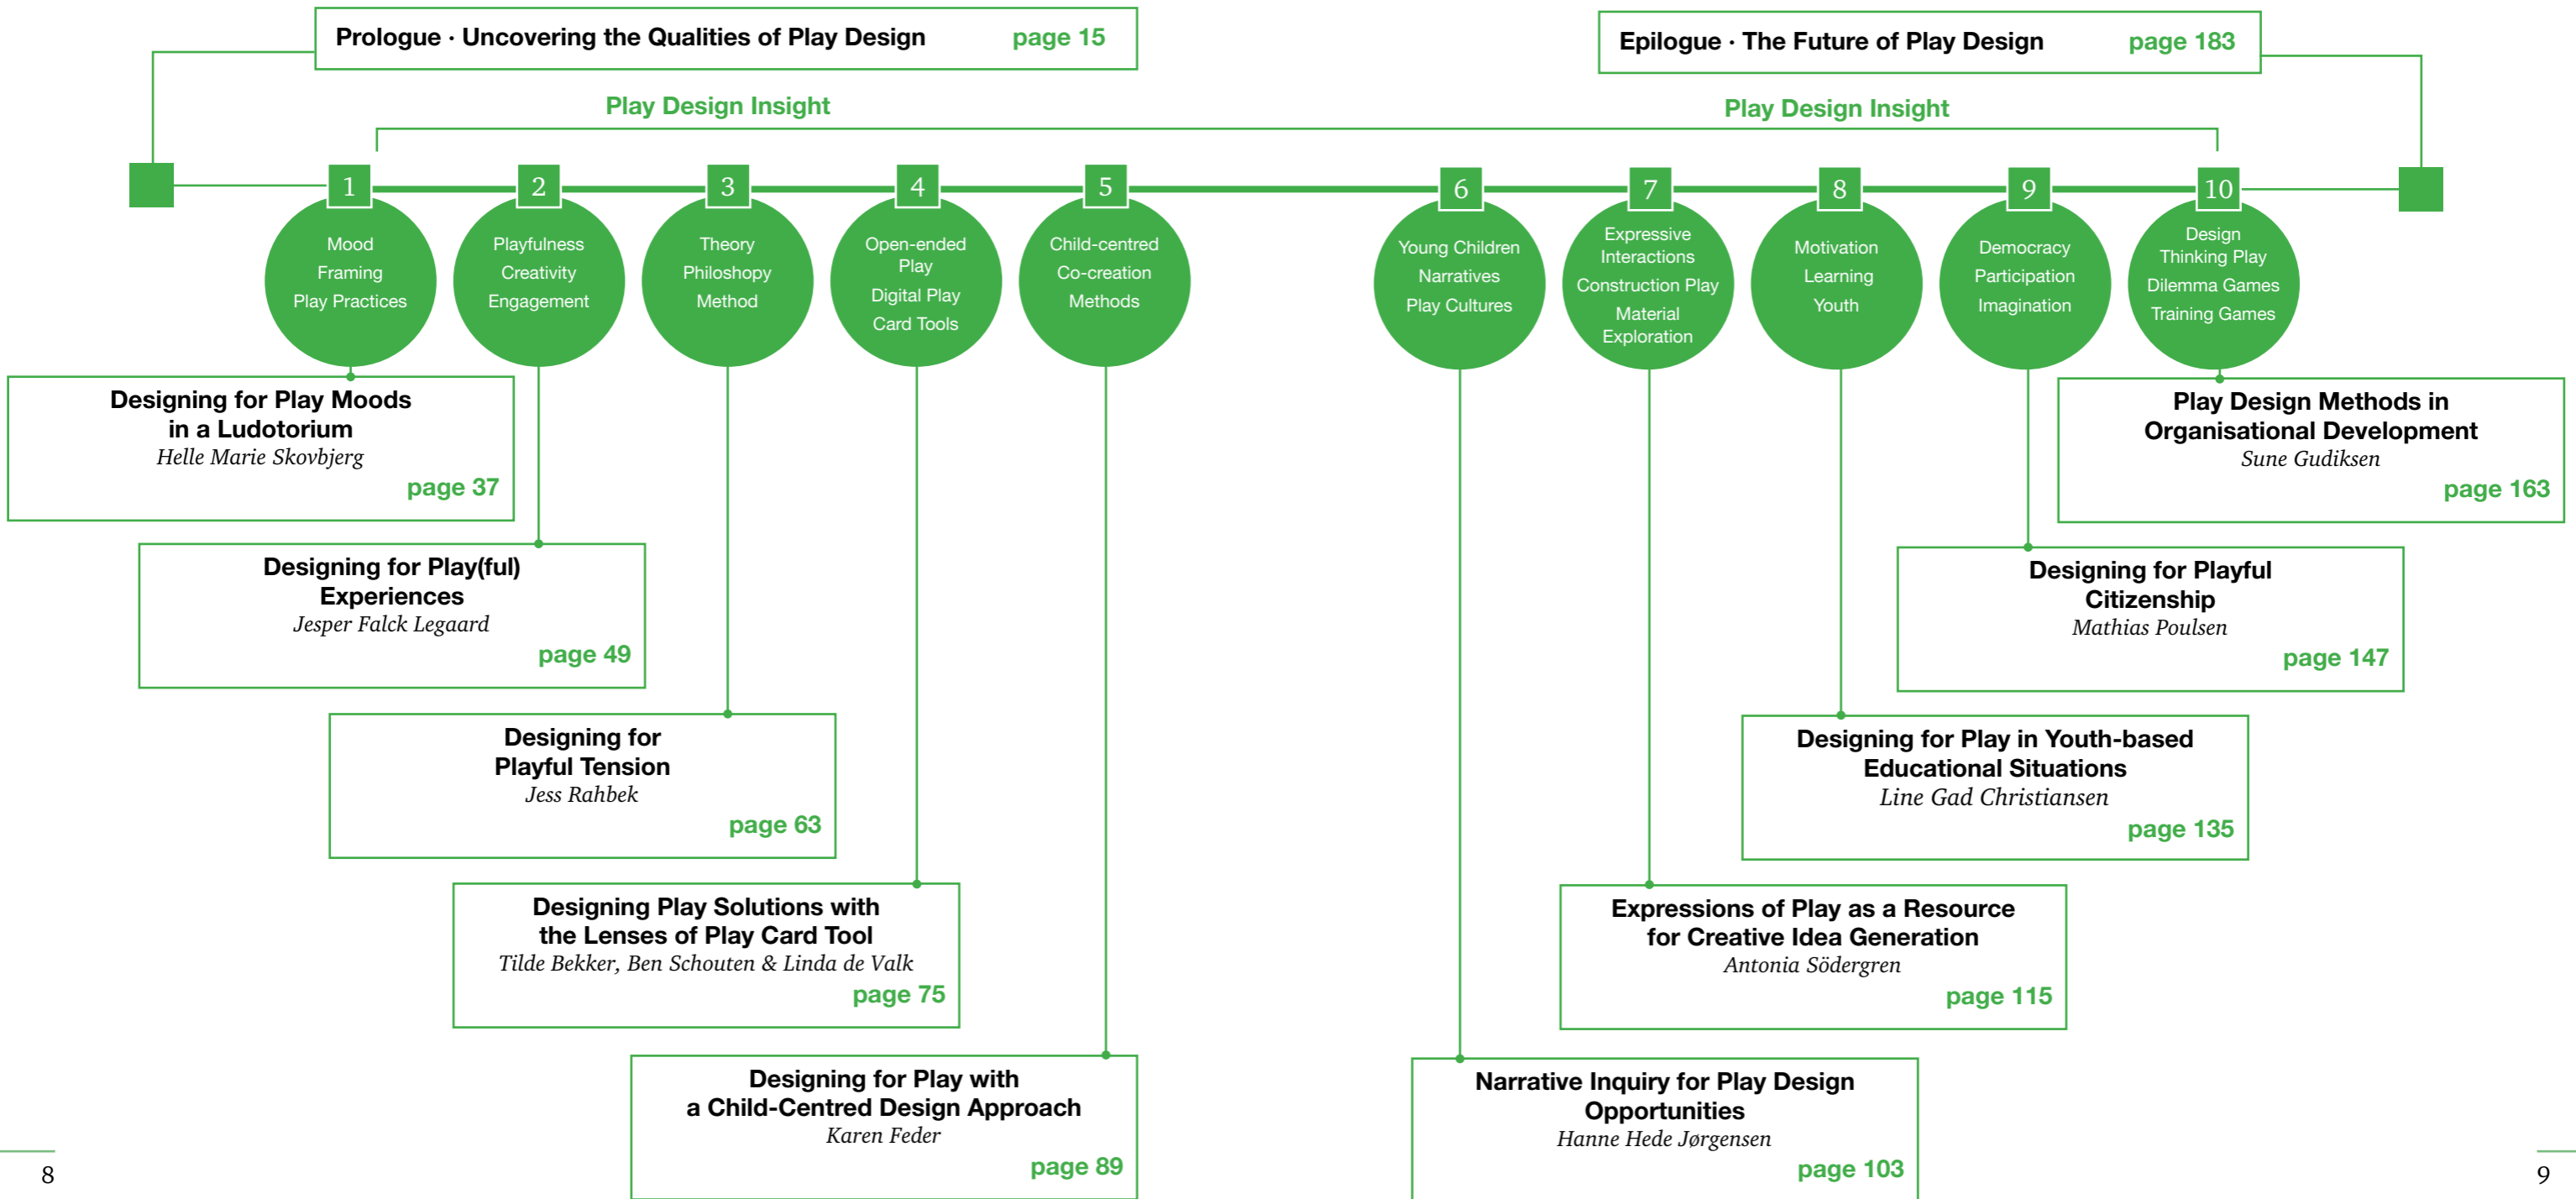 Prologue · Uncovering the Qualities of Play Design page 15
Epilogue · The Future of Play Design page 183
Play Design Insight
Play Design Insight
1
Mood
Framing
Play Practices
2
Playfulness
Creativity
Engagement
3
Theory
Philoshopy
Method
4
Open-ended
Play
Digital Play
Card Tools
5
Child-centred
Co-creation
Methods
6
Young Children
Narratives
Play Cultures
7
Expressive
Interactions
Construction Play
Material
Exploration
8
Motivation
Learning
Youth
9
Democracy
Participation
Imagination
10
Design
Thinking Play
Dilemma Games
Training Games
Designing for Play Moods
in a Ludotorium
Helle Marie Skovbjerg
page 37
Designing for Play(ful)
Experiences
Jesper Falck Legaard
page 49
Designing for
Playful Tension
Jess Rahbek
page 63
Designing Play Solutions with
the Lenses of Play Card Tool
Tilde Bekker, Ben Schouten & Linda de Valk
page 75
Designing for Play with
a Child-Centred Design Approach
Karen Feder
page 89
Narrative Inquiry for Play Design
Opportunities
Hanne Hede Jørgensen
page 103
Expressions of Play as a Resource
for Creative Idea Generation
Antonia Södergren
page 115
Designing for Play in Youth-based
Educational Situations
Line Gad Christiansen
page 135
Designing for Playful
Citizenship
Mathias Poulsen
page 147
Play Design Methods in
Organisational Development
Sune Gudiksen
page 163
8
9